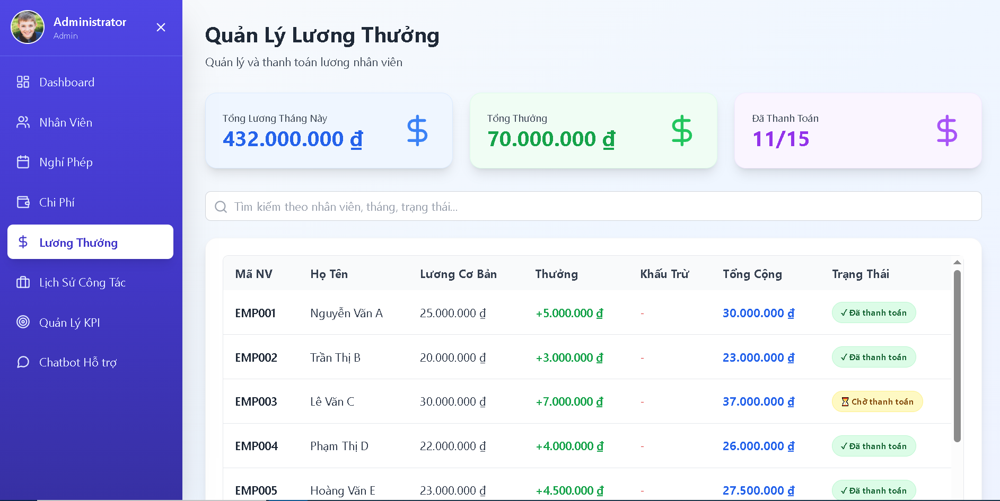 Administrator
Admin
Dashboard
Nhân Viên
Nghỉ Phép
Chi Phí
Lương Thưởng
Lịch Sử Công Tác
Quản Lý KPI
Chatbot Hỗ trợ
Quản Lý Lương Thưởng
Quản lý và thanh toán lương nhân viên
Tổng Lương Tháng Này
432.000.000 ₫
Tổng Thưởng
70.000.000 ₫
Đã Thanh Toán
11/15
Tìm kiếm theo nhân viên, tháng, trạng thái...
Mã NV Họ Tên Lương Cơ Bản Thưởng Khấu Trừ Tổng Cộng Trạng Thái
EMP001 Nguyễn Văn A 25.000.000 ₫ +5.000.000 ₫ - 30.000.000 ₫ ✓ Đã thanh toán
EMP002 Trần Thị B 20.000.000 ₫ +3.000.000 ₫ - 23.000.000 ₫ ✓ Đã thanh toán
EMP003 Lê Văn C 30.000.000 ₫ +7.000.000 ₫ - 37.000.000 ₫ ⏳ Chờ thanh toán
EMP004 Phạm Thị D 22.000.000 ₫ +4.000.000 ₫ - 26.000.000 ₫ ✓ Đã thanh toán
EMP005 Hoàng Văn E 23.000.000 ₫ +4.500.000 ₫ - 27.500.000 ₫ ✓ Đã thanh toán